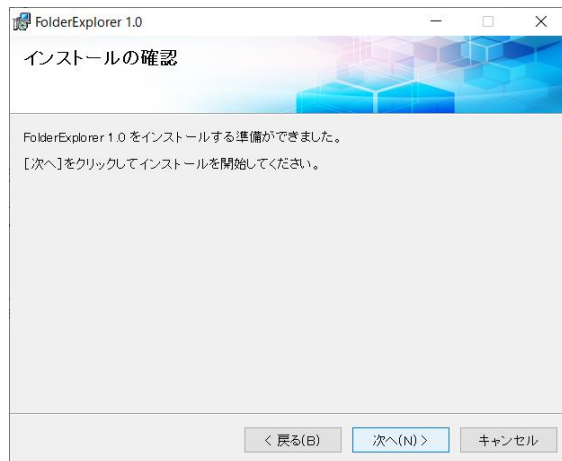 FolderExplorer 1.0
インストールの確認
FolderExplorer 1.0 をインストールする準備ができました。
[次へ]をクリックしてインストールを開始してください。
< 戻る(B)
次へ(N) >
キャンセル